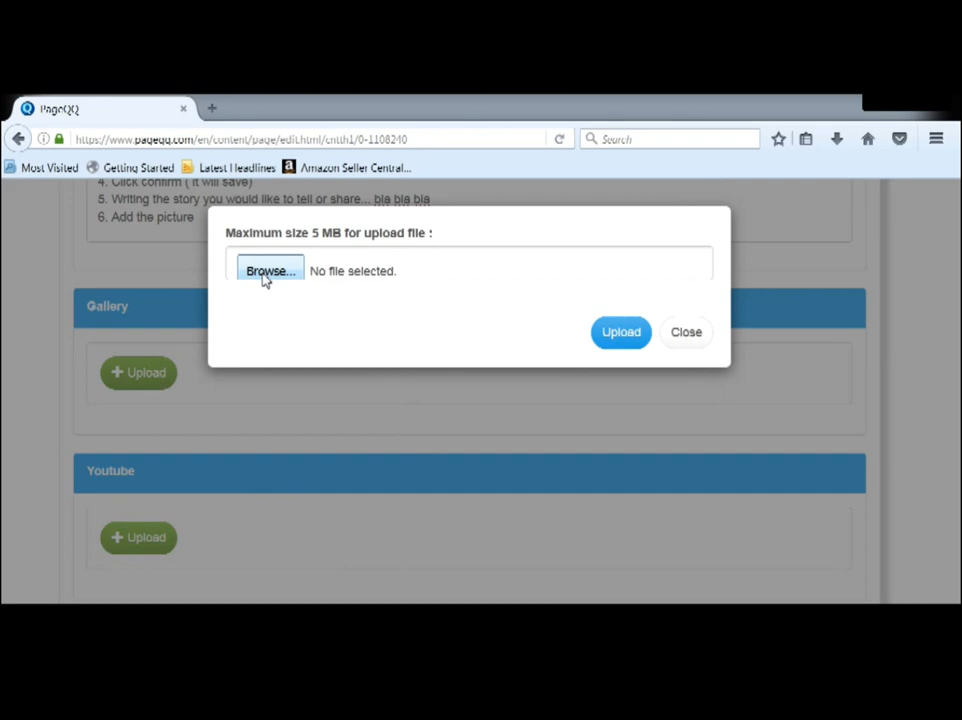 PageQQ
https://www.pageqq.com/en/content/page/edit.html/cntth1/0-1108240
Search
Most Visited
Getting Started
Latest Headlines
Amazon Seller Central...
4. Click confirm ( it will save)
5. Writing the story you would like to tell or share... bla bla bla
6. Add the picture
Maximum size 5 MB for upload file :
Browse... No file selected.
Upload
Close
Gallery
+ Upload
Youtube
+ Upload